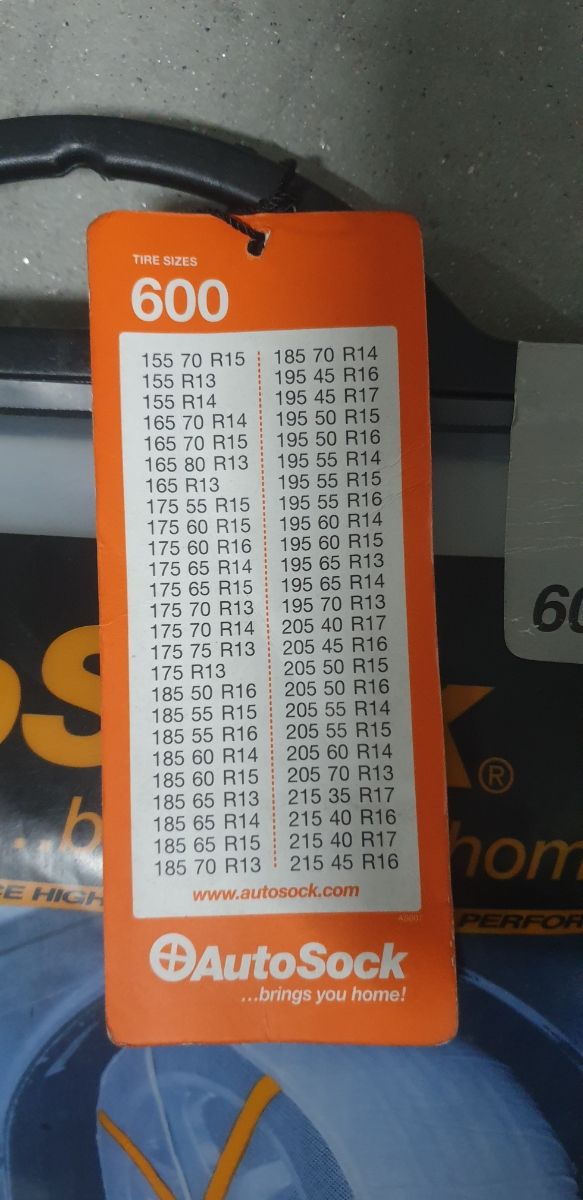 TIRE SIZES
600
155 70 R15
155 R13
155 R14
165 70 R14
165 70 R15
165 80 R13
165 R13
175 55 R15
175 60 R15
175 60 R16
175 65 R14
175 65 R15
175 70 R13
175 70 R14
175 75 R13
175 R13
185 50 R16
185 55 R15
185 55 R16
185 60 R14
185 60 R15
185 65 R13
185 65 R14
185 65 R15
185 70 R13
185 70 R14
195 45 R16
195 45 R17
195 50 R15
195 50 R16
195 55 R14
195 55 R15
195 55 R16
195 60 R14
195 60 R15
195 65 R13
195 65 R14
195 70 R13
205 40 R17
205 45 R16
205 50 R15
205 50 R16
205 55 R14
205 55 R15
205 60 R14
205 70 R13
215 35 R17
215 40 R16
215 40 R17
215 45 R16
www.autosock.com
AutoSock
...brings you home!
®
hom
E HIGH
PERFOR